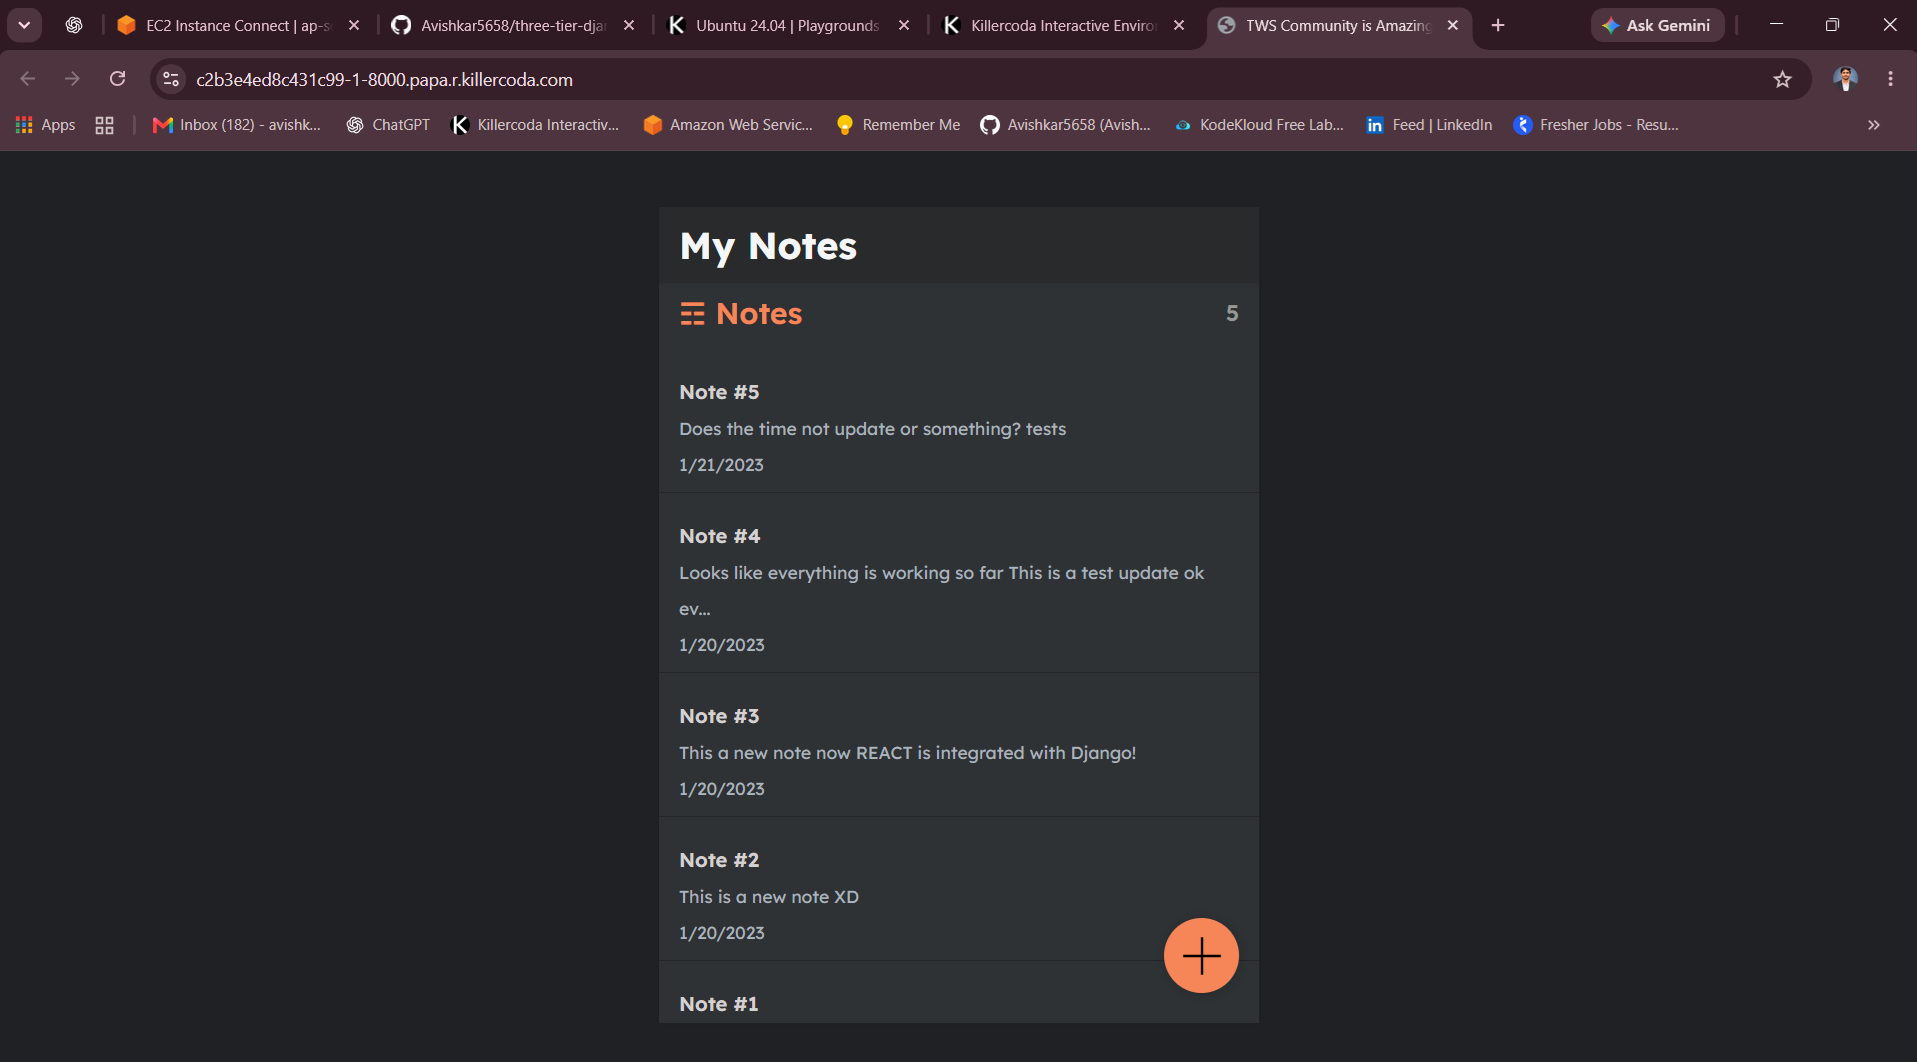 EC2 Instance Connect | ap-s
Avishkar5658/three-tier-djan
Ubuntu 24.04 | Playgrounds
Killercoda Interactive Enviro
TWS Community is Amazing
Ask Gemini
c2b3e4ed8c431c99-1-8000.papa.r.killercoda.com
Apps
Inbox (182) - avishk...
ChatGPT
Killercoda Interactiv...
Amazon Web Servic...
Remember Me
Avishkar5658 (Avish...
KodeKloud Free Lab...
Feed | LinkedIn
Fresher Jobs - Resu...
My Notes
Notes 5
Note #5
Does the time not update or something? tests
1/21/2023
Note #4
Looks like everything is working so far This is a test update ok
ev...
1/20/2023
Note #3
This a new note now REACT is integrated with Django!
1/20/2023
Note #2
This is a new note XD
1/20/2023
Note #1